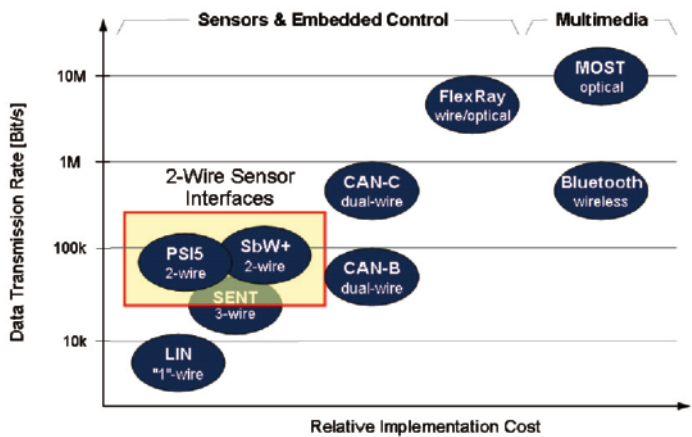 Sensors & Embedded Control
Multimedia
Data Transmission Rate [Bit/s]
10M
1M
100k
10k
MOST
optical
FlexRay
wire/optical
2-Wire Sensor
Interfaces
CAN-C
dual-wire
Bluetooth
wireless
PSI5
2-wire
SbW+
2-wire
CAN-B
dual-wire
SENT
3-wire
LIN
"1"-wire
Relative Implementation Cost